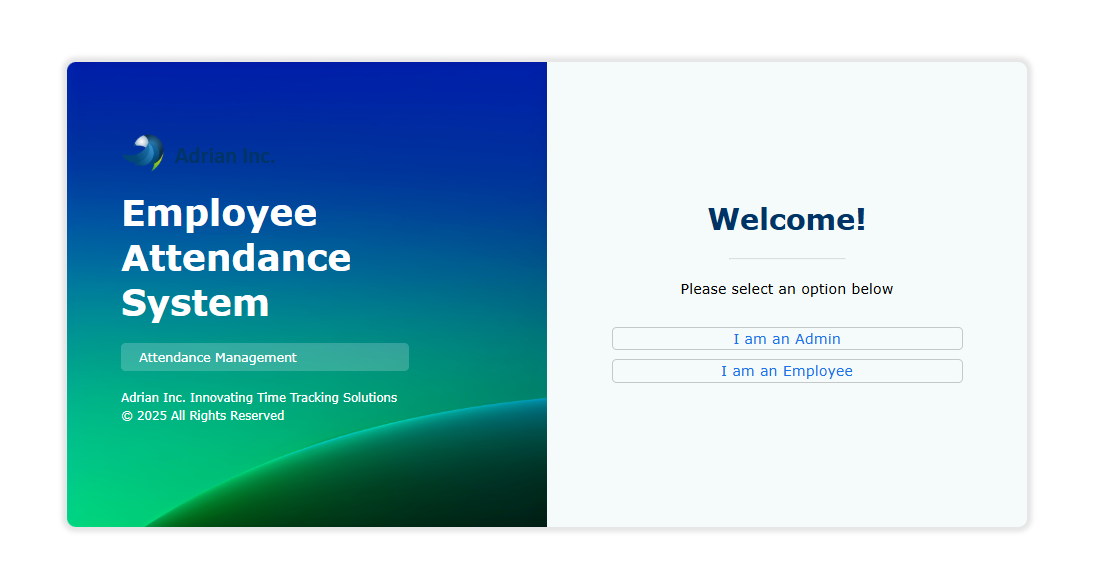 Adrian Inc.
Employee
Attendance
System
Attendance Management
Adrian Inc. Innovating Time Tracking Solutions
© 2025 All Rights Reserved
Welcome!
Please select an option below
I am an Admin
I am an Employee